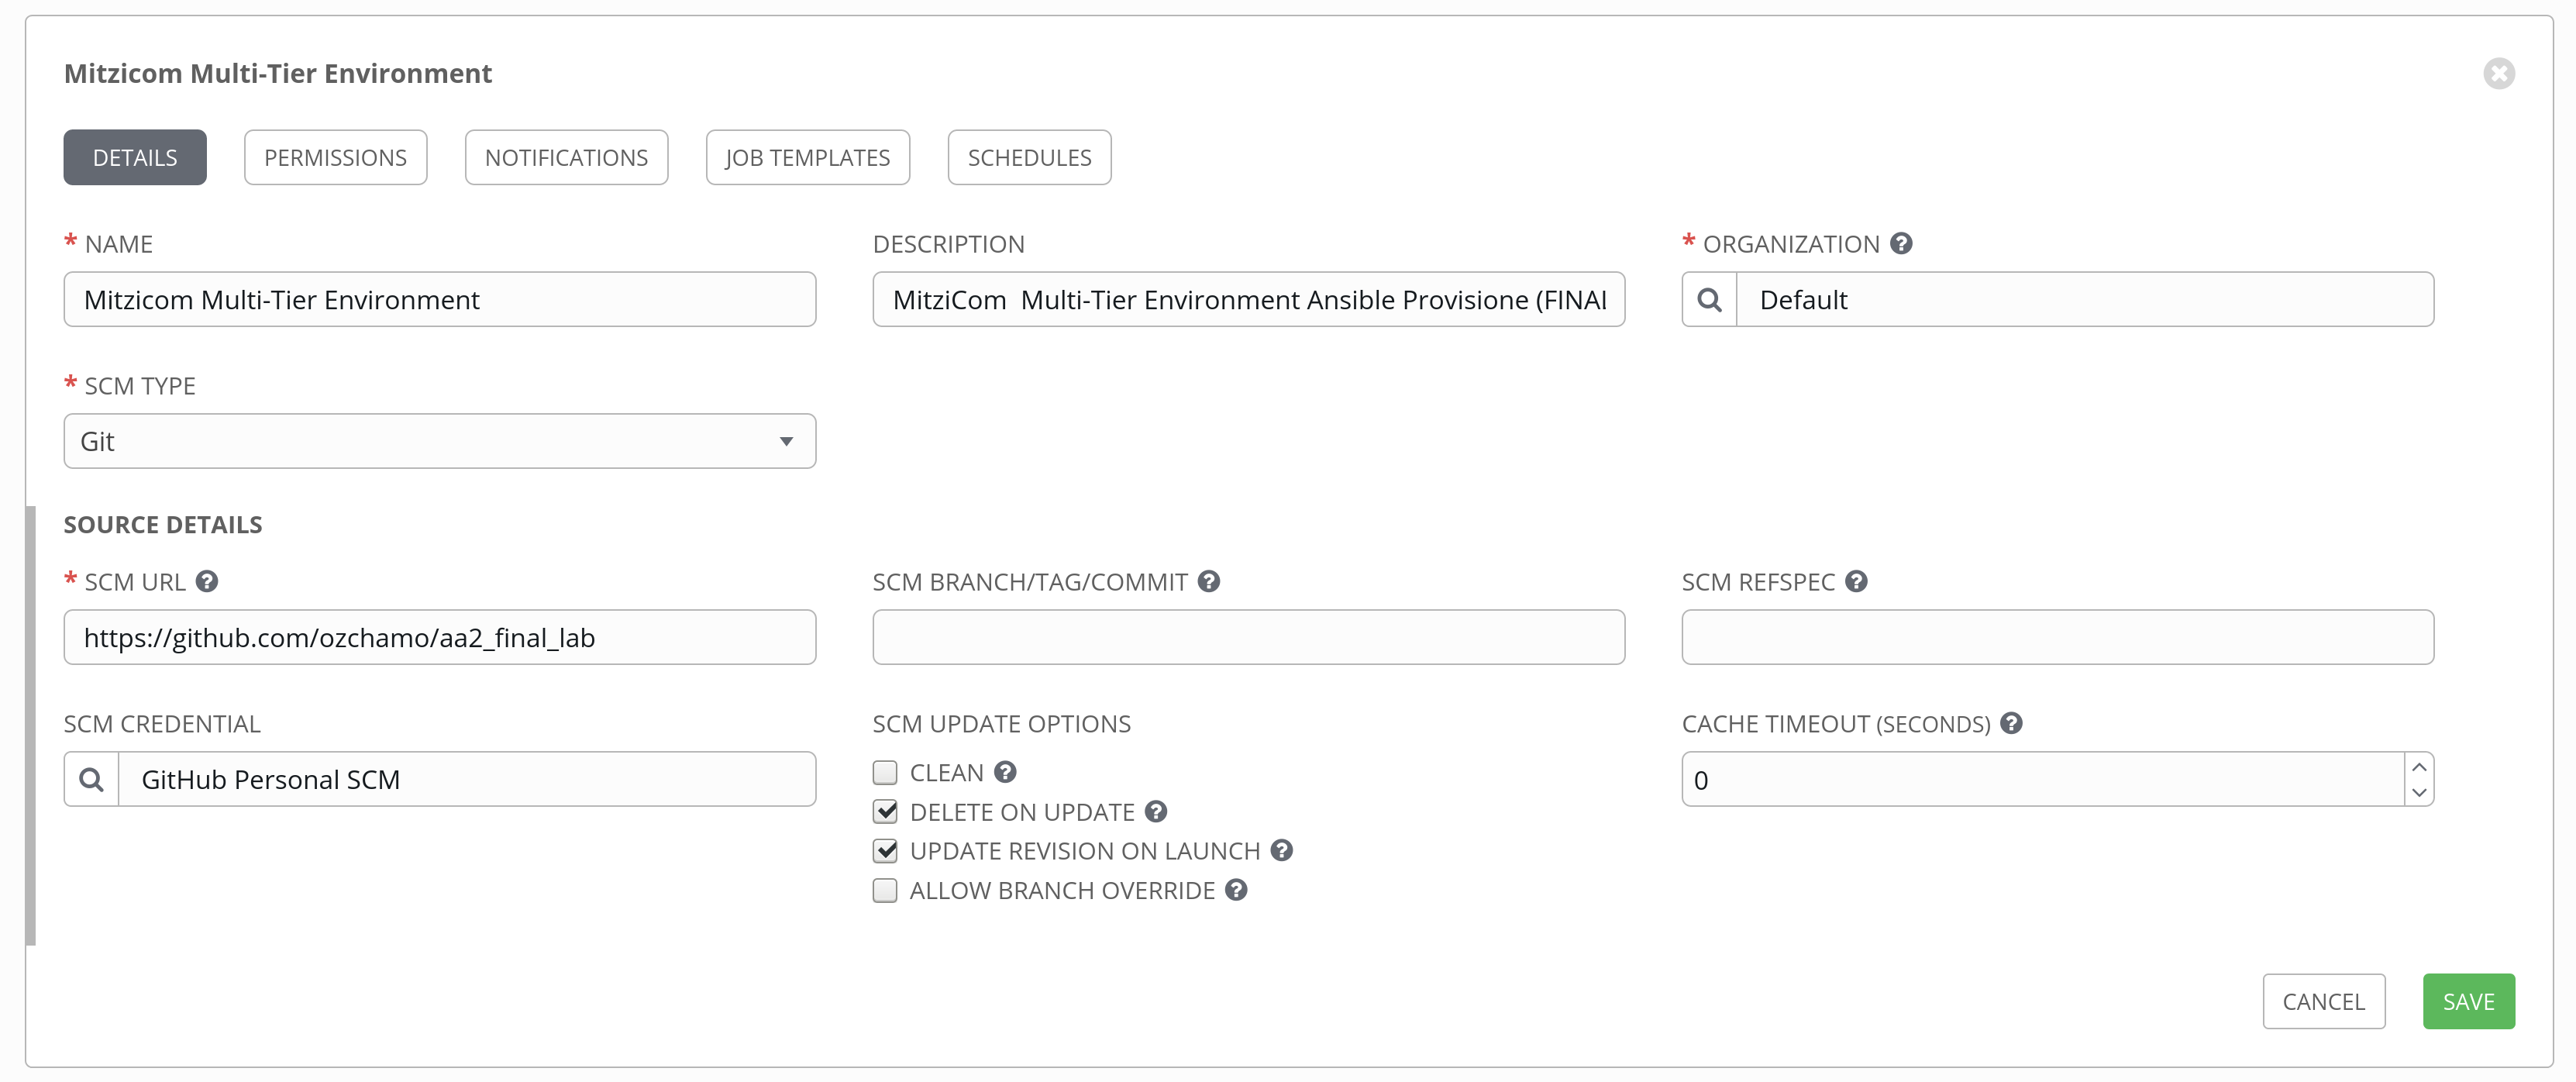 Mitzicom Multi-Tier Environment
DETAILS PERMISSIONS NOTIFICATIONS JOB TEMPLATES SCHEDULES
* NAME DESCRIPTION * ORGANIZATION ?
Mitzicom Multi-Tier Environment MitziCom  Multi-Tier Environment Ansible Provisione (FINAL Default
* SCM TYPE
Git
SOURCE DETAILS
* SCM URL ? SCM BRANCH/TAG/COMMIT ? SCM REFSPEC ?
https://github.com/ozchamo/aa2_final_lab
SCM CREDENTIAL SCM UPDATE OPTIONS CACHE TIMEOUT (SECONDS) ?
GitHub Personal SCM 0
CLEAN ?
DELETE ON UPDATE ?
UPDATE REVISION ON LAUNCH ?
ALLOW BRANCH OVERRIDE ?
CANCEL SAVE